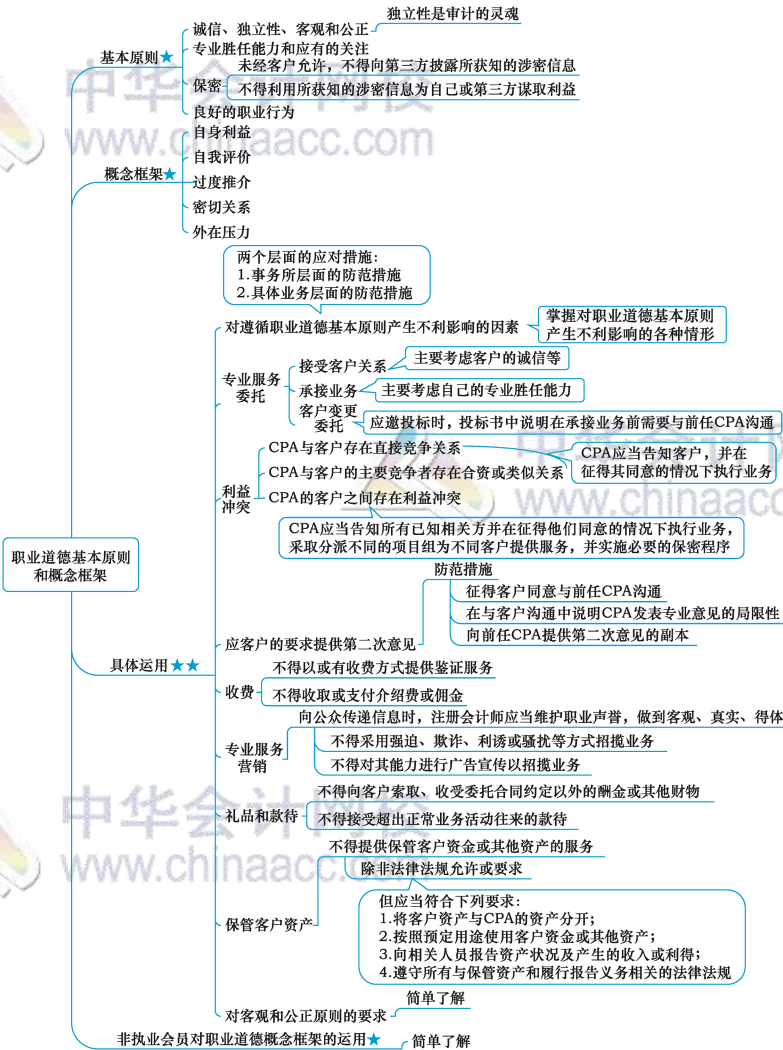 独立性是审计的灵魂
诚信、独立性、客观和公正
基本原则★
专业胜任能力和应有的关注
未经客户允许，不得向第三方披露所获知的涉密信息
保密
不得利用所获知的涉密信息为自己或第三方谋取利益
良好的职业行为
中华会计网校
www.chinaacc.com
自身利益
自我评价
概念框架★
过度推介
密切关系
外在压力
两个层面的应对措施：
1.事务所层面的防范措施
2.具体业务层面的防范措施
对遵循职业道德基本原则产生不利影响的因素
掌握对职业道德基本原则
产生不利影响的各种情形
专业服务
委托
接受客户关系
主要考虑客户的诚信等
承接业务
主要考虑自己的专业胜任能力
客户变更
委托
应邀投标时，投标书中说明在承接业务前需要与前任CPA沟通
利益
冲突
CPA与客户存在直接竞争关系
CPA与客户的主要竞争者存在合资或类似关系
CPA应当告知客户，并在
征得其同意的情况下执行业务
CPA的客户之间存在利益冲突
CPA应当告知所有已知相关方并在征得他们同意的情况下执行业务，
采取分派不同的项目组为不同客户提供服务，并实施必要的保密程序
职业道德基本原则
和概念框架
具体运用★★
应客户的要求提供第二次意见
防范措施
征得客户同意与前任CPA沟通
在与客户沟通中说明CPA发表专业意见的局限性
向前任CPA提供第二次意见的副本
收费
不得以或有收费方式提供鉴证服务
不得收取或支付介绍费或佣金
专业服务
营销
向公众传递信息时，注册会计师应当维护职业声誉，做到客观、真实、得体
不得采用强迫、欺诈、利诱或骚扰等方式招揽业务
不得对其能力进行广告宣传以招揽业务
礼品和款待
不得向客户索取、收受委托合同约定以外的酬金或其他财物
不得接受超出正常业务活动往来的款待
中华会计网校
www.chinaacc.com
保管客户资产
不得提供保管客户资金或其他资产的服务
除非法律法规允许或要求
但应当符合下列要求：
1.将客户资产与CPA的资产分开；
2.按照预定用途使用客户资金或其他资产；
3.向相关人员报告资产状况及产生的收入或利得；
4.遵守所有与保管资产和履行报告义务相关的法律法规
对客观和公正原则的要求
简单了解
非执业会员对职业道德概念框架的运用★
简单了解